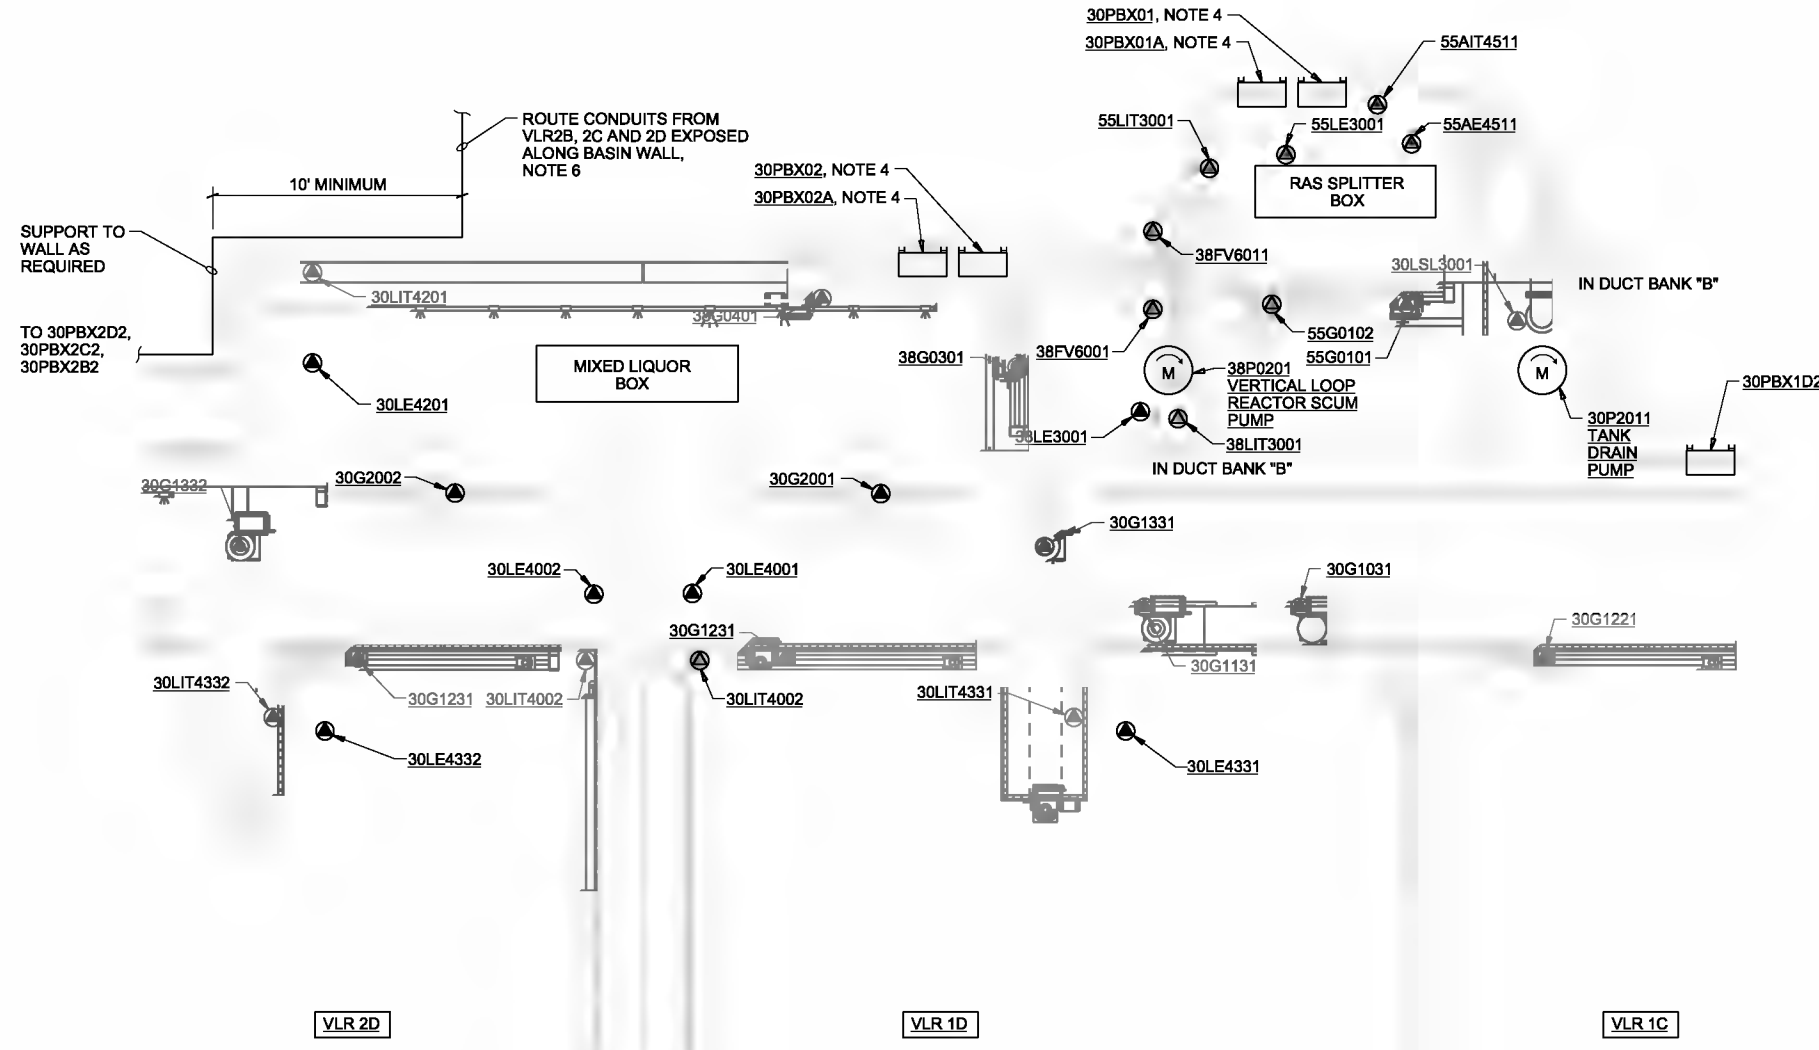 30PBX01, NOTE 4
30PBX01A, NOTE 4
55AIT4511
ROUTE CONDUITS FROM
VLR2B, 2C AND 2D EXPOSED
ALONG BASIN WALL,
NOTE 6
55LIT3001
55LE3001
55AE4511
10' MINIMUM
30PBX02, NOTE 4
30PBX02A, NOTE 4
RAS SPLITTER
BOX
SUPPORT TO
WALL AS
REQUIRED
38FV6011
30LSL3001
IN DUCT BANK "B"
30LIT4201
38G0401
TO 30PBX2D2,
30PBX2C2,
30PBX2B2
55G0102
38G0301
38FV6001
55G0101
MIXED LIQUOR
BOX
M
38P0201
VERTICAL LOOP
REACTOR SCUM
PUMP
M
30PBX1D2
30LE4201
30P2011
TANK
DRAIN
PUMP
38LE3001
38LIT3001
IN DUCT BANK "B"
30G1332
30G2002
30G2001
30G1331
30LE4002
30LE4001
30G1031
30G1231
30G1221
30G1131
30LIT4332
30G1231
30LIT4002
30LIT4002
30LIT4331
30LE4332
30LE4331
VLR 2D
VLR 1D
VLR 1C